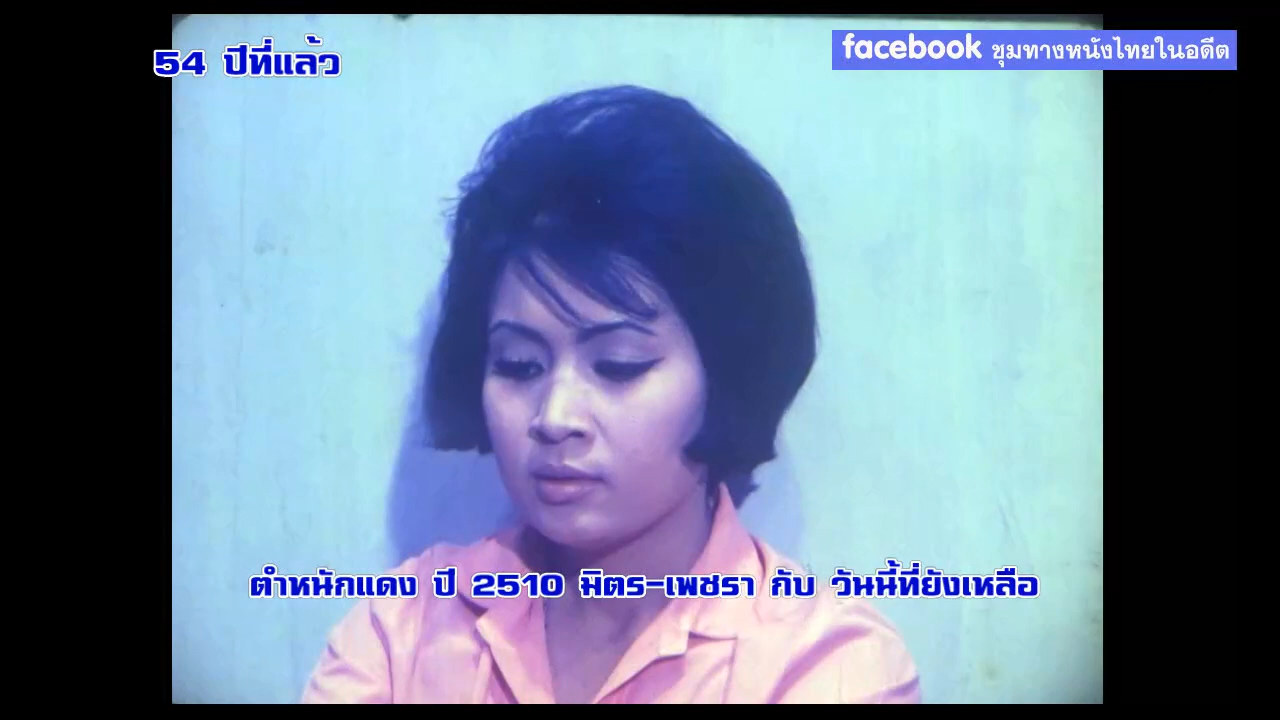 54 ปีที่แล้ว
facebook ขุมทางหนังไทยในอดีต
ตำหนักแดง ปี 2510 มิตร-เพชรา กับ วันนี้ที่ยังเหลือ